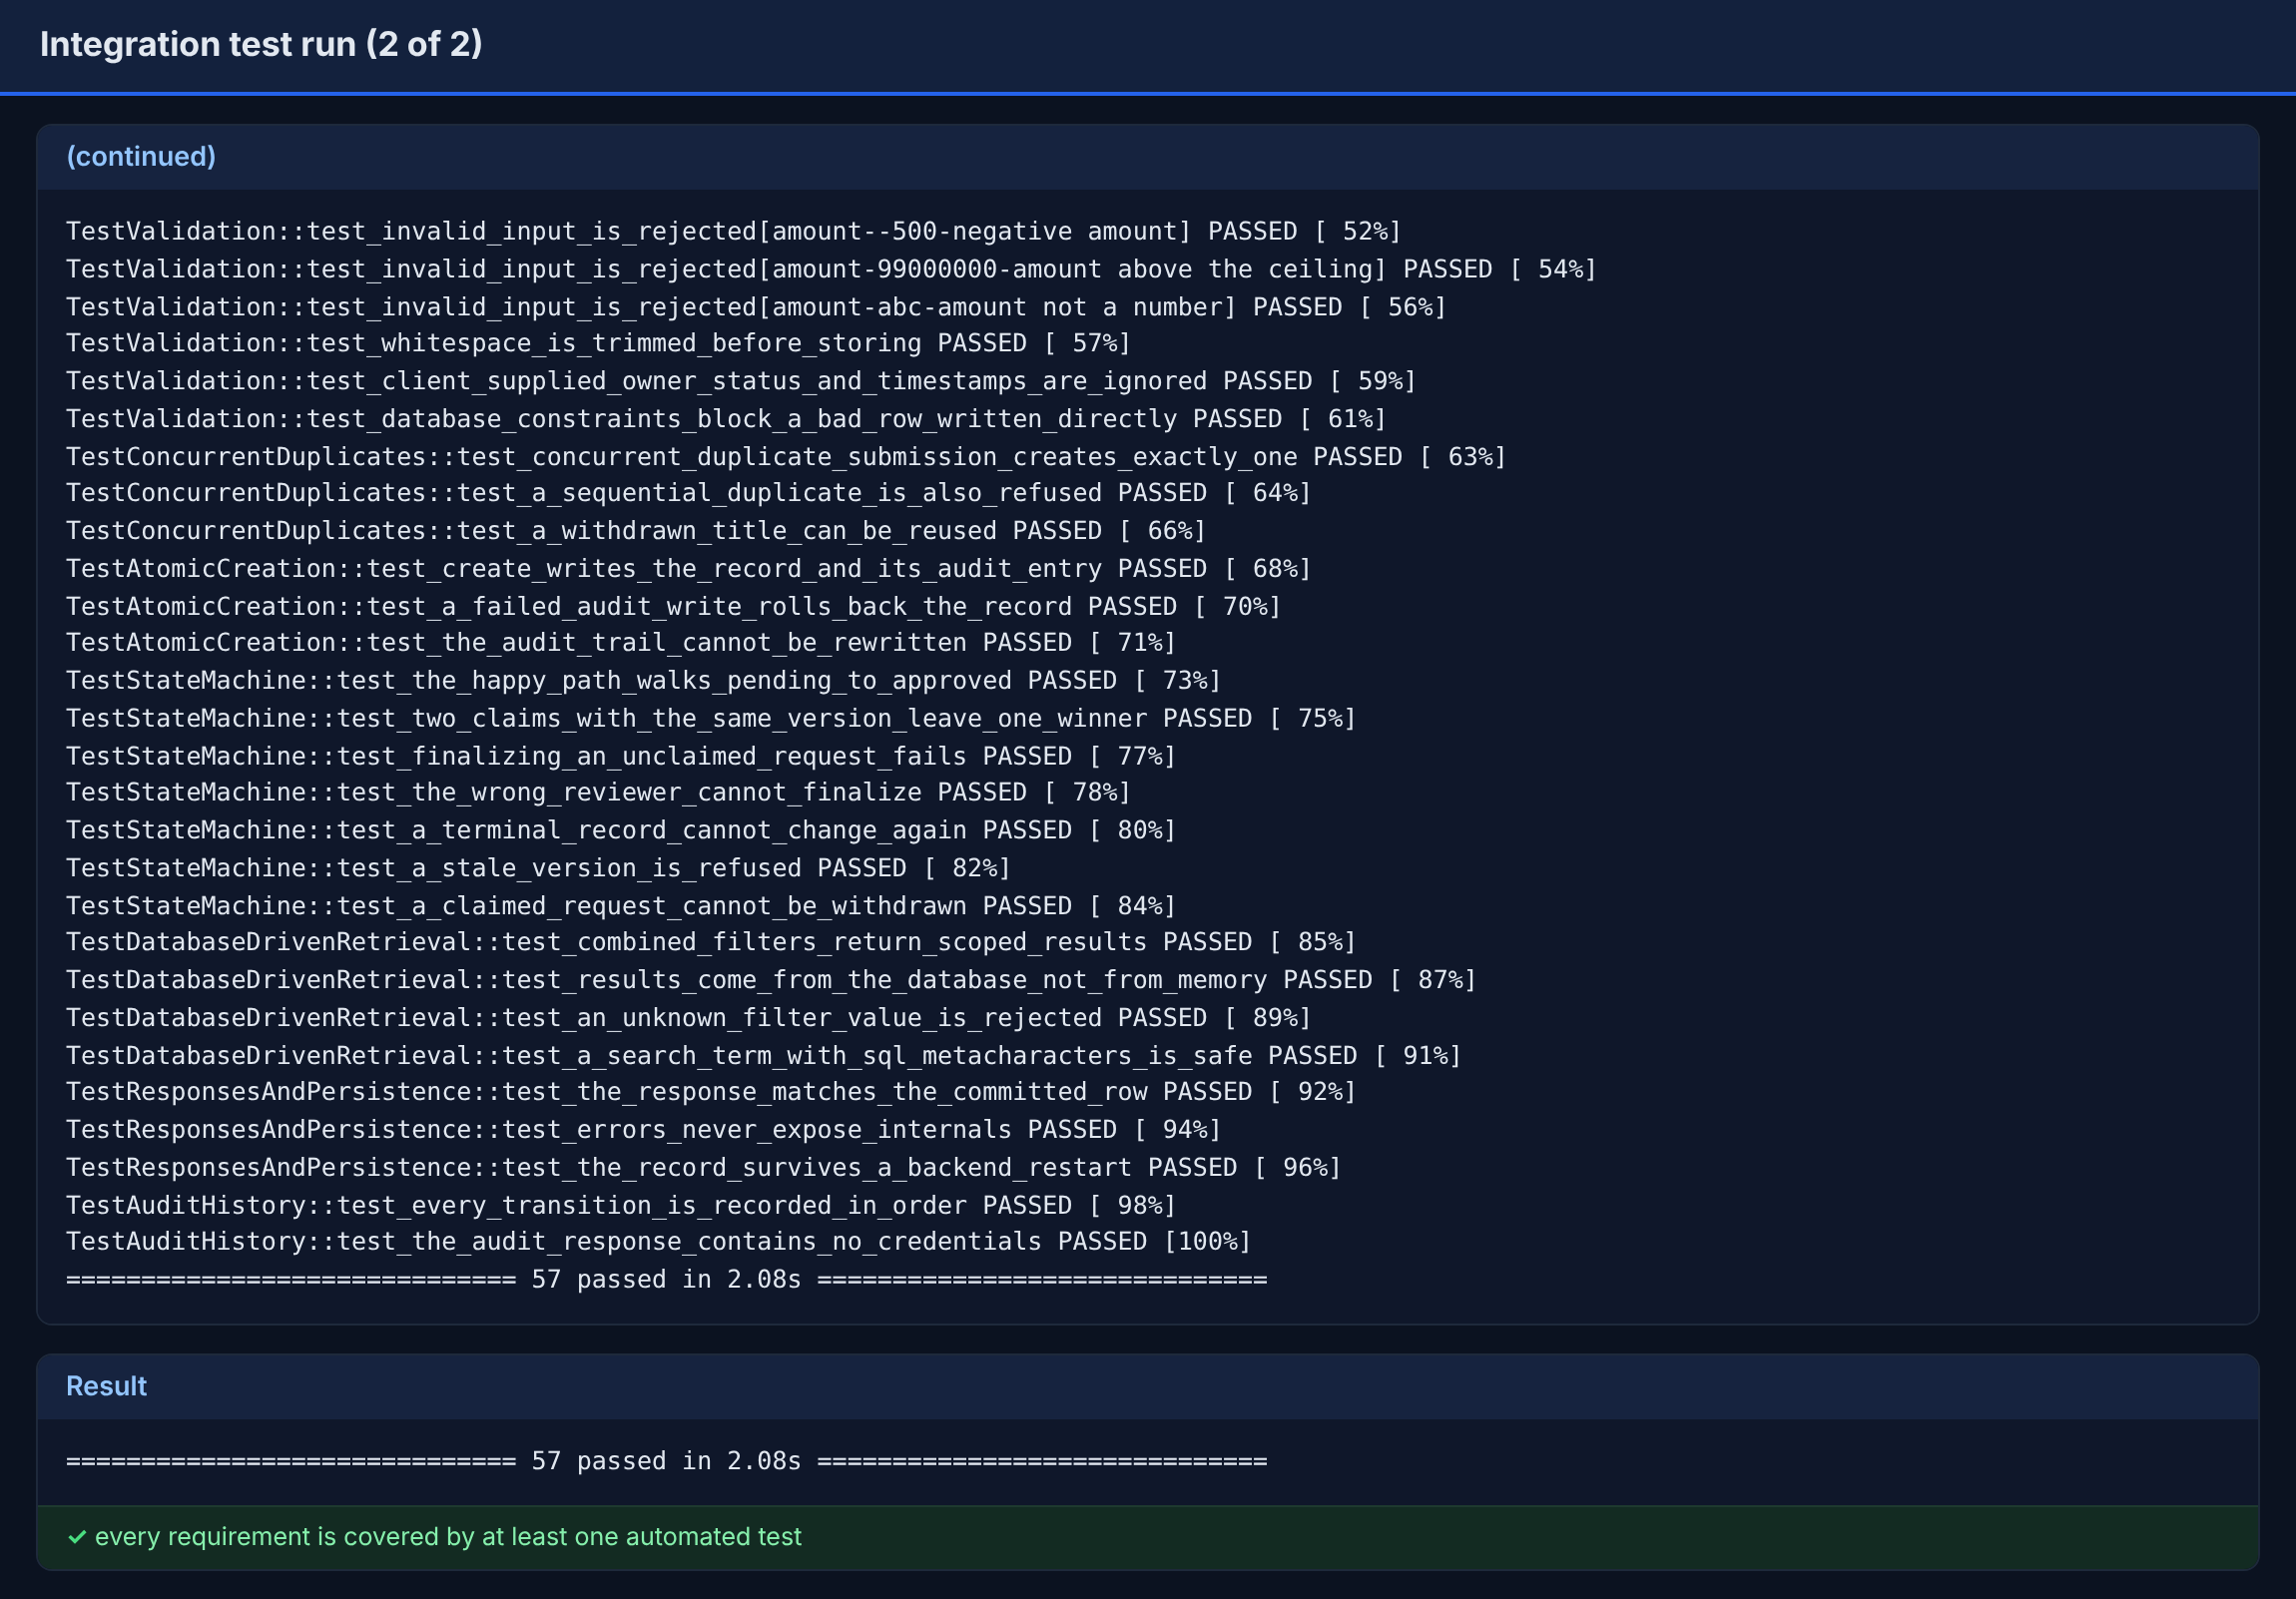 Integration test run (2 of 2)
(continued)
TestValidation::test_invalid_input_is_rejected[amount--500-negative amount] PASSED [ 52%]
TestValidation::test_invalid_input_is_rejected[amount-99000000-amount above the ceiling] PASSED [ 54%]
TestValidation::test_invalid_input_is_rejected[amount-abc-amount not a number] PASSED [ 56%]
TestValidation::test_whitespace_is_trimmed_before_storing PASSED [ 57%]
TestValidation::test_client_supplied_owner_status_and_timestamps_are_ignored PASSED [ 59%]
TestValidation::test_database_constraints_block_a_bad_row_written_directly PASSED [ 61%]
TestConcurrentDuplicates::test_concurrent_duplicate_submission_creates_exactly_one PASSED [ 63%]
TestConcurrentDuplicates::test_a_sequential_duplicate_is_also_refused PASSED [ 64%]
TestConcurrentDuplicates::test_a_withdrawn_title_can_be_reused PASSED [ 66%]
TestAtomicCreation::test_create_writes_the_record_and_its_audit_entry PASSED [ 68%]
TestAtomicCreation::test_a_failed_audit_write_rolls_back_the_record PASSED [ 70%]
TestAtomicCreation::test_the_audit_trail_cannot_be_rewritten PASSED [ 71%]
TestStateMachine::test_the_happy_path_walks_pending_to_approved PASSED [ 73%]
TestStateMachine::test_two_claims_with_the_same_version_leave_one_winner PASSED [ 75%]
TestStateMachine::test_finalizing_an_unclaimed_request_fails PASSED [ 77%]
TestStateMachine::test_the_wrong_reviewer_cannot_finalize PASSED [ 78%]
TestStateMachine::test_a_terminal_record_cannot_change_again PASSED [ 80%]
TestStateMachine::test_a_stale_version_is_refused PASSED [ 82%]
TestStateMachine::test_a_claimed_request_cannot_be_withdrawn PASSED [ 84%]
TestDatabaseDrivenRetrieval::test_combined_filters_return_scoped_results PASSED [ 85%]
TestDatabaseDrivenRetrieval::test_results_come_from_the_database_not_from_memory PASSED [ 87%]
TestDatabaseDrivenRetrieval::test_an_unknown_filter_value_is_rejected PASSED [ 89%]
TestDatabaseDrivenRetrieval::test_a_search_term_with_sql_metacharacters_is_safe PASSED [ 91%]
TestResponsesAndPersistence::test_the_response_matches_the_committed_row PASSED [ 92%]
TestResponsesAndPersistence::test_errors_never_expose_internals PASSED [ 94%]
TestResponsesAndPersistence::test_the_record_survives_a_backend_restart PASSED [ 96%]
TestAuditHistory::test_every_transition_is_recorded_in_order PASSED [ 98%]
TestAuditHistory::test_the_audit_response_contains_no_credentials PASSED [100%]
============================== 57 passed in 2.08s ==============================
Result
============================== 57 passed in 2.08s ==============================
✓ every requirement is covered by at least one automated test